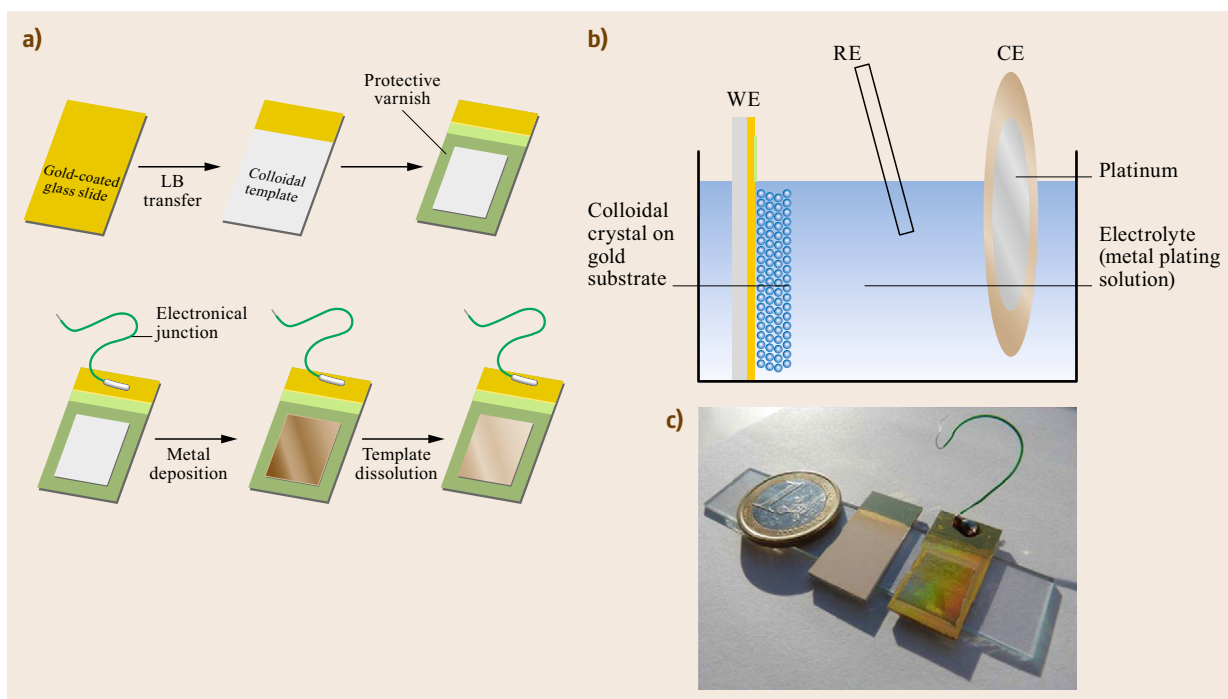 a)
Protective
varnish
Gold-coated
glass slide
LB
transfer
Colloidal
template
Electronical
junction
Metal
deposition
Template
dissolution
b)
RE
CE
WE
Platinum
Colloidal
crystal on
gold
substrate
Electrolyte
(metal plating
solution)
c)